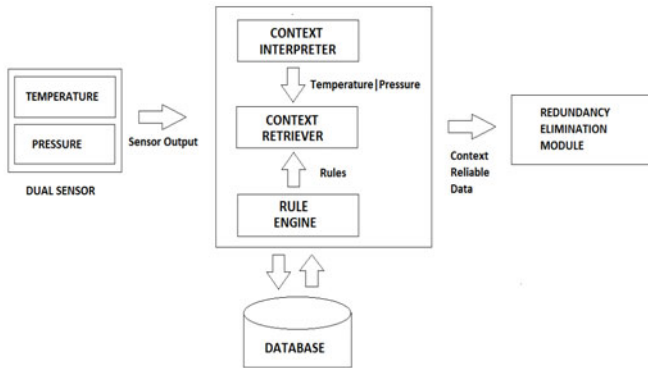 TEMPERATURE
PRESSURE
DUAL SENSOR
Sensor Output
CONTEXT
INTERPRETER
Temperature|Pressure
CONTEXT
RETRIEVER
Rules
RULE
ENGINE
DATABASE
Context
Reliable
Data
REDUNDANCY
ELIMINATION
MODULE